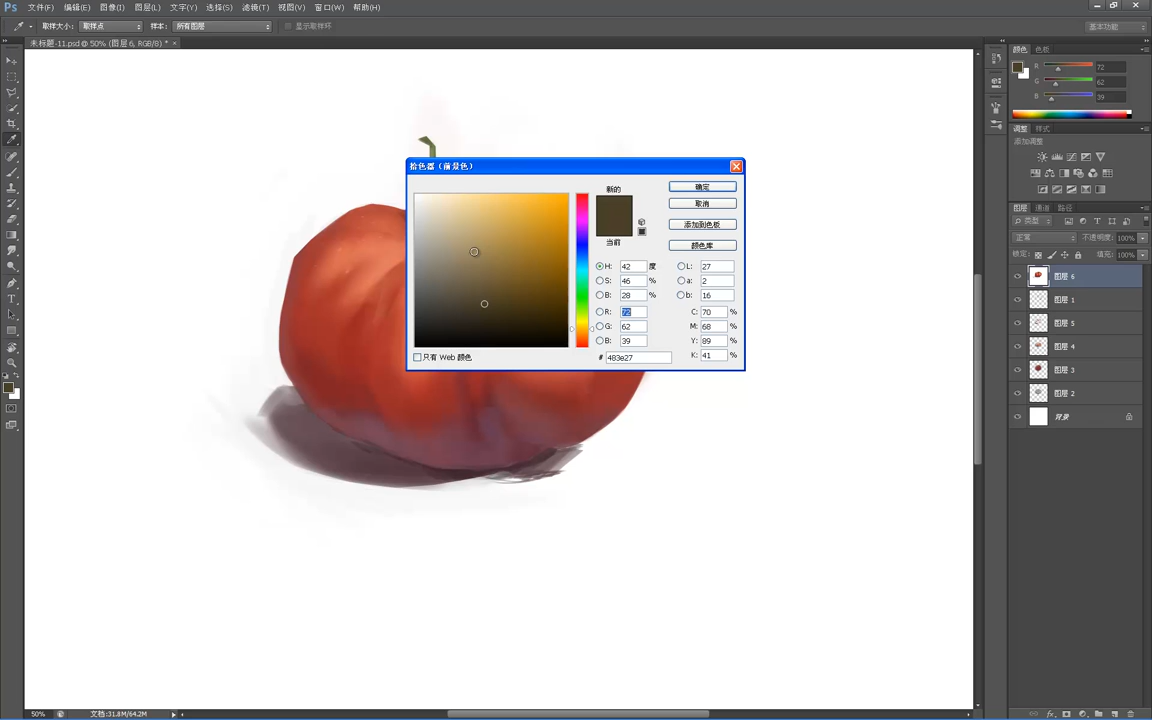 Ps 文件(F) 编辑(E) 图像(I) 图层(L) 文字(Y) 选择(S) 滤镜(T) 视图(V) 窗口(W) 帮助(H)
取样大小: 取样点 样本: 所有图层 显示取样环 基本功能
未标题-11.psd @ 50% (图层 6, RGB/8) * ×
颜色 色板
R 72
G 62
B 39
调整 样式
添加调整
图层 通道 路径
类型
正常 不透明度: 100%
锁定: 填充: 100%
图层 6
图层 1
图层 5
图层 4
图层 3
图层 2
背景
拾色器（前景色）
新的
当前
确定
取消
添加到色板
颜色库
H: 42 度 L: 27
S: 46 % a: 2
B: 28 % b: 16
R: 72 C: 70 %
G: 62 M: 68 %
B: 39 Y: 89 %
# 483e27 K: 41 %
只有 Web 颜色
50% 文档:31.8M/64.2M
T
fx